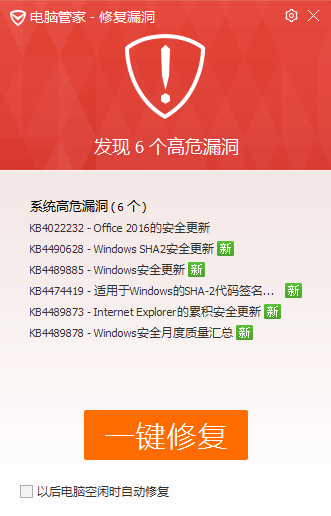 电脑管家 - 修复漏洞
发现 6 个高危漏洞
系统高危漏洞 ( 6 个 )
KB4022232 - Office 2016的安全更新
KB4490628 - Windows SHA2安全更新 新
KB4489885 - Windows安全更新 新
KB4474419 - 适用于Windows的SHA-2代码签名... 新
KB4489873 - Internet Explorer的累积安全更新 新
KB4489878 - Windows安全月度质量汇总 新
一键修复
以后电脑空闲时自动修复